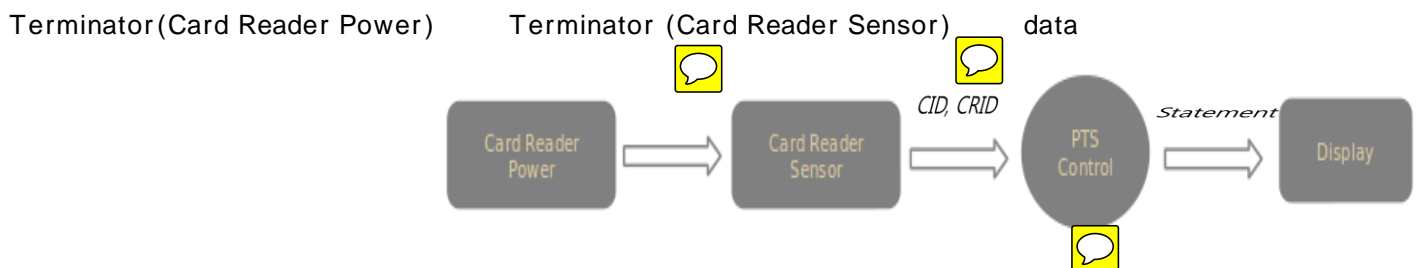 Terminator(Card Reader Power) Terminator (Card Reader Sensor) data
CID, CRID
Statement
Card Reader
Power
Card Reader
Sensor
PTS
Control
Display